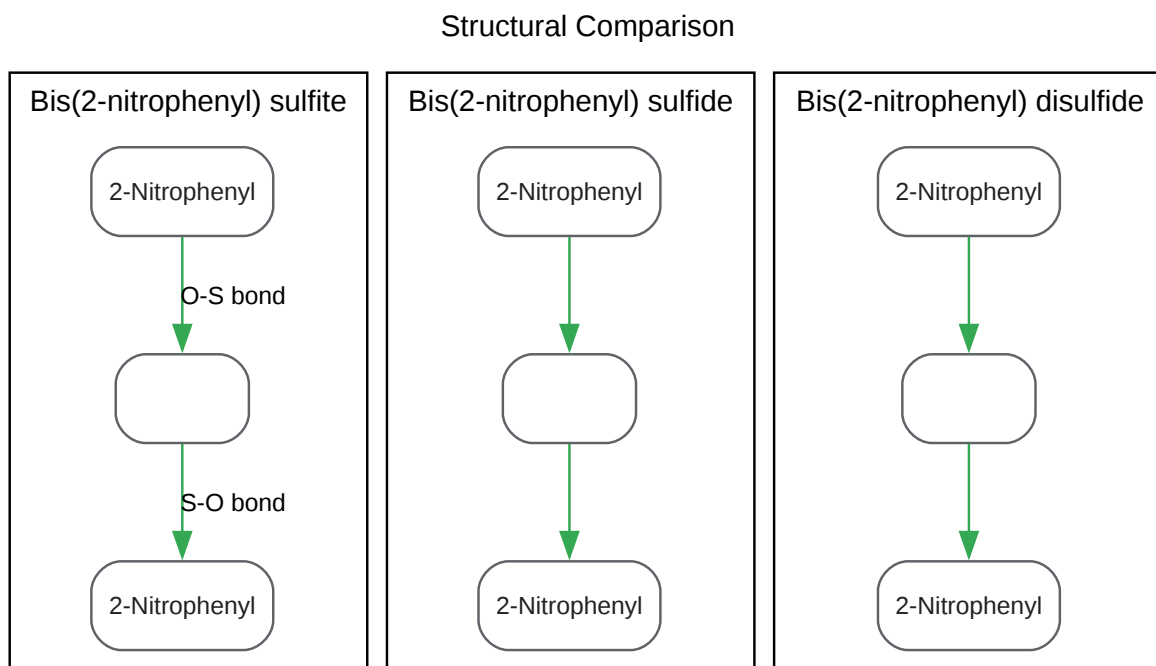 Structural Comparison
Bis(2-nitrophenyl) sulfite
2-Nitrophenyl
O-S bond
S-O bond
2-Nitrophenyl
Bis(2-nitrophenyl) sulfide
2-Nitrophenyl
2-Nitrophenyl
Bis(2-nitrophenyl) disulfide
2-Nitrophenyl
2-Nitrophenyl